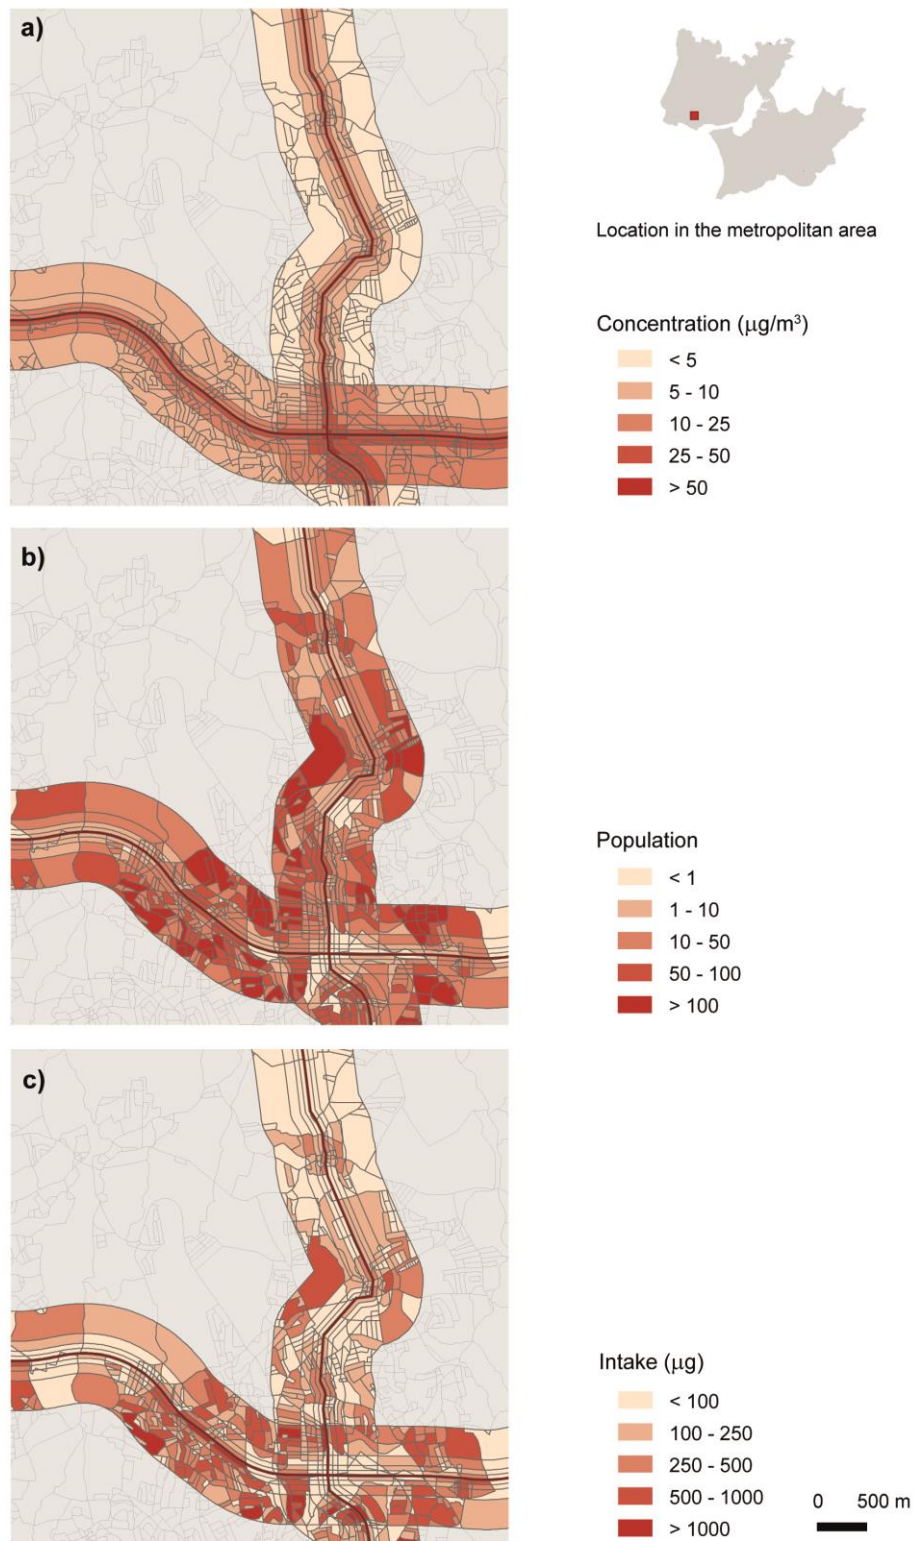 a)
Location in the metropolitan area
Concentration (μg/m³)
< 5
5 - 10
10 - 25
25 - 50
> 50
b)
Population
< 1
1 - 10
10 - 50
50 - 100
> 100
c)
Intake (μg)
< 100
100 - 250
250 - 500
500 - 1000
> 1000
0 500 m